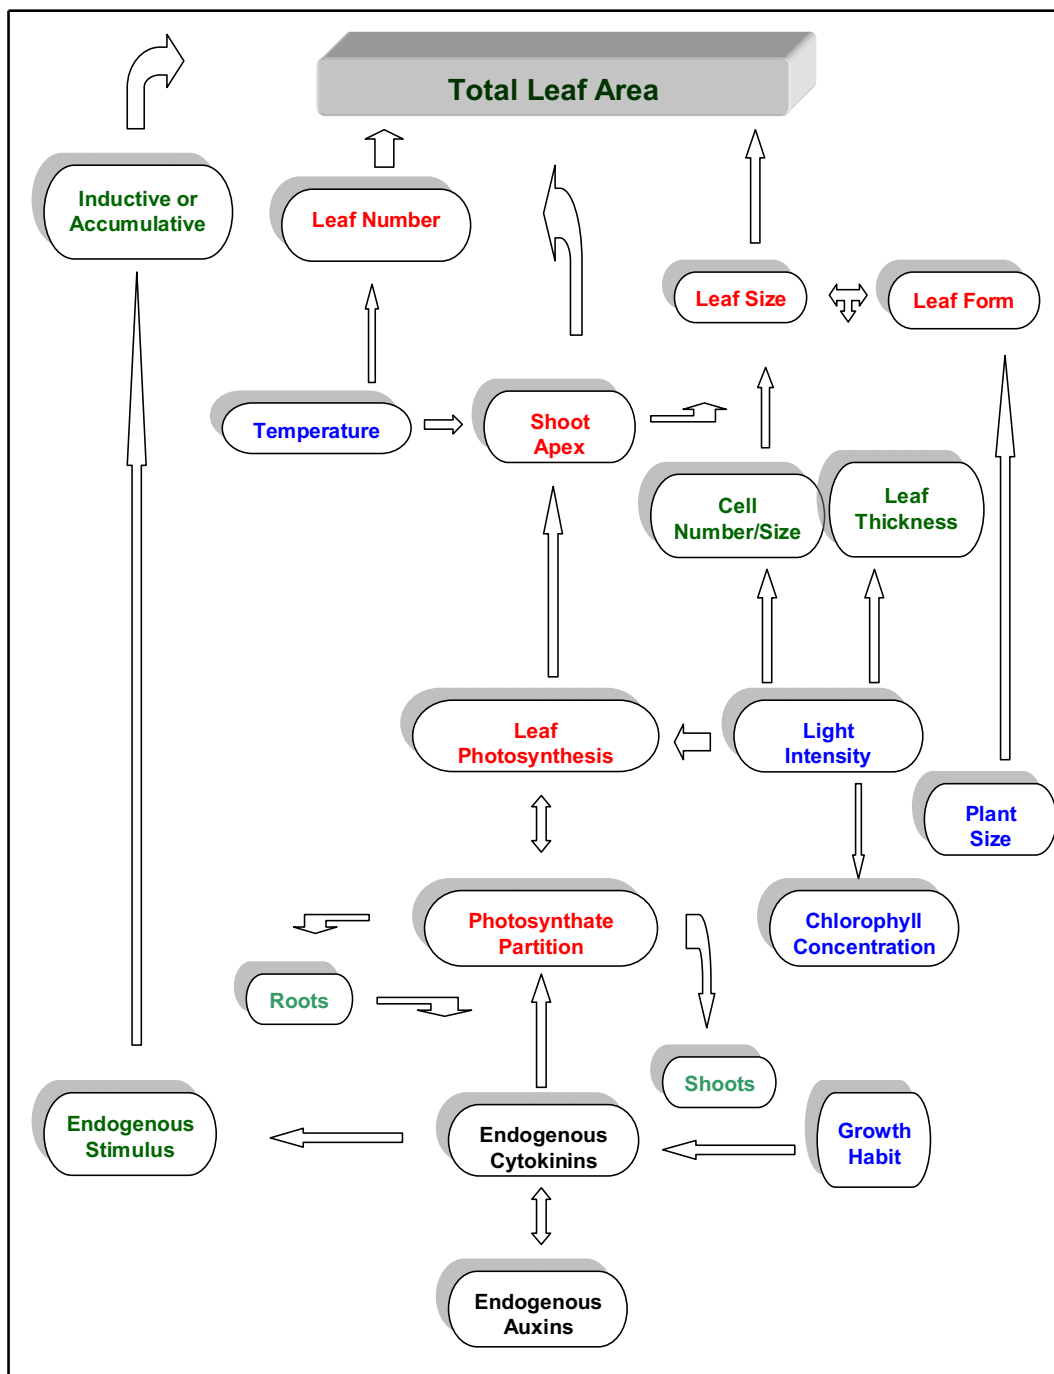 Total Leaf Area
Inductive or
Accumulative
Leaf Number
Leaf Size
Leaf Form
Temperature
Shoot
Apex
Cell
Number/Size
Leaf
Thickness
Leaf
Photosynthesis
Light
Intensity
Plant
Size
Photosynthate
Partition
Chlorophyll
Concentration
Roots
Shoots
Endogenous
Stimulus
Endogenous
Cytokinins
Growth
Habit
Endogenous
Auxins